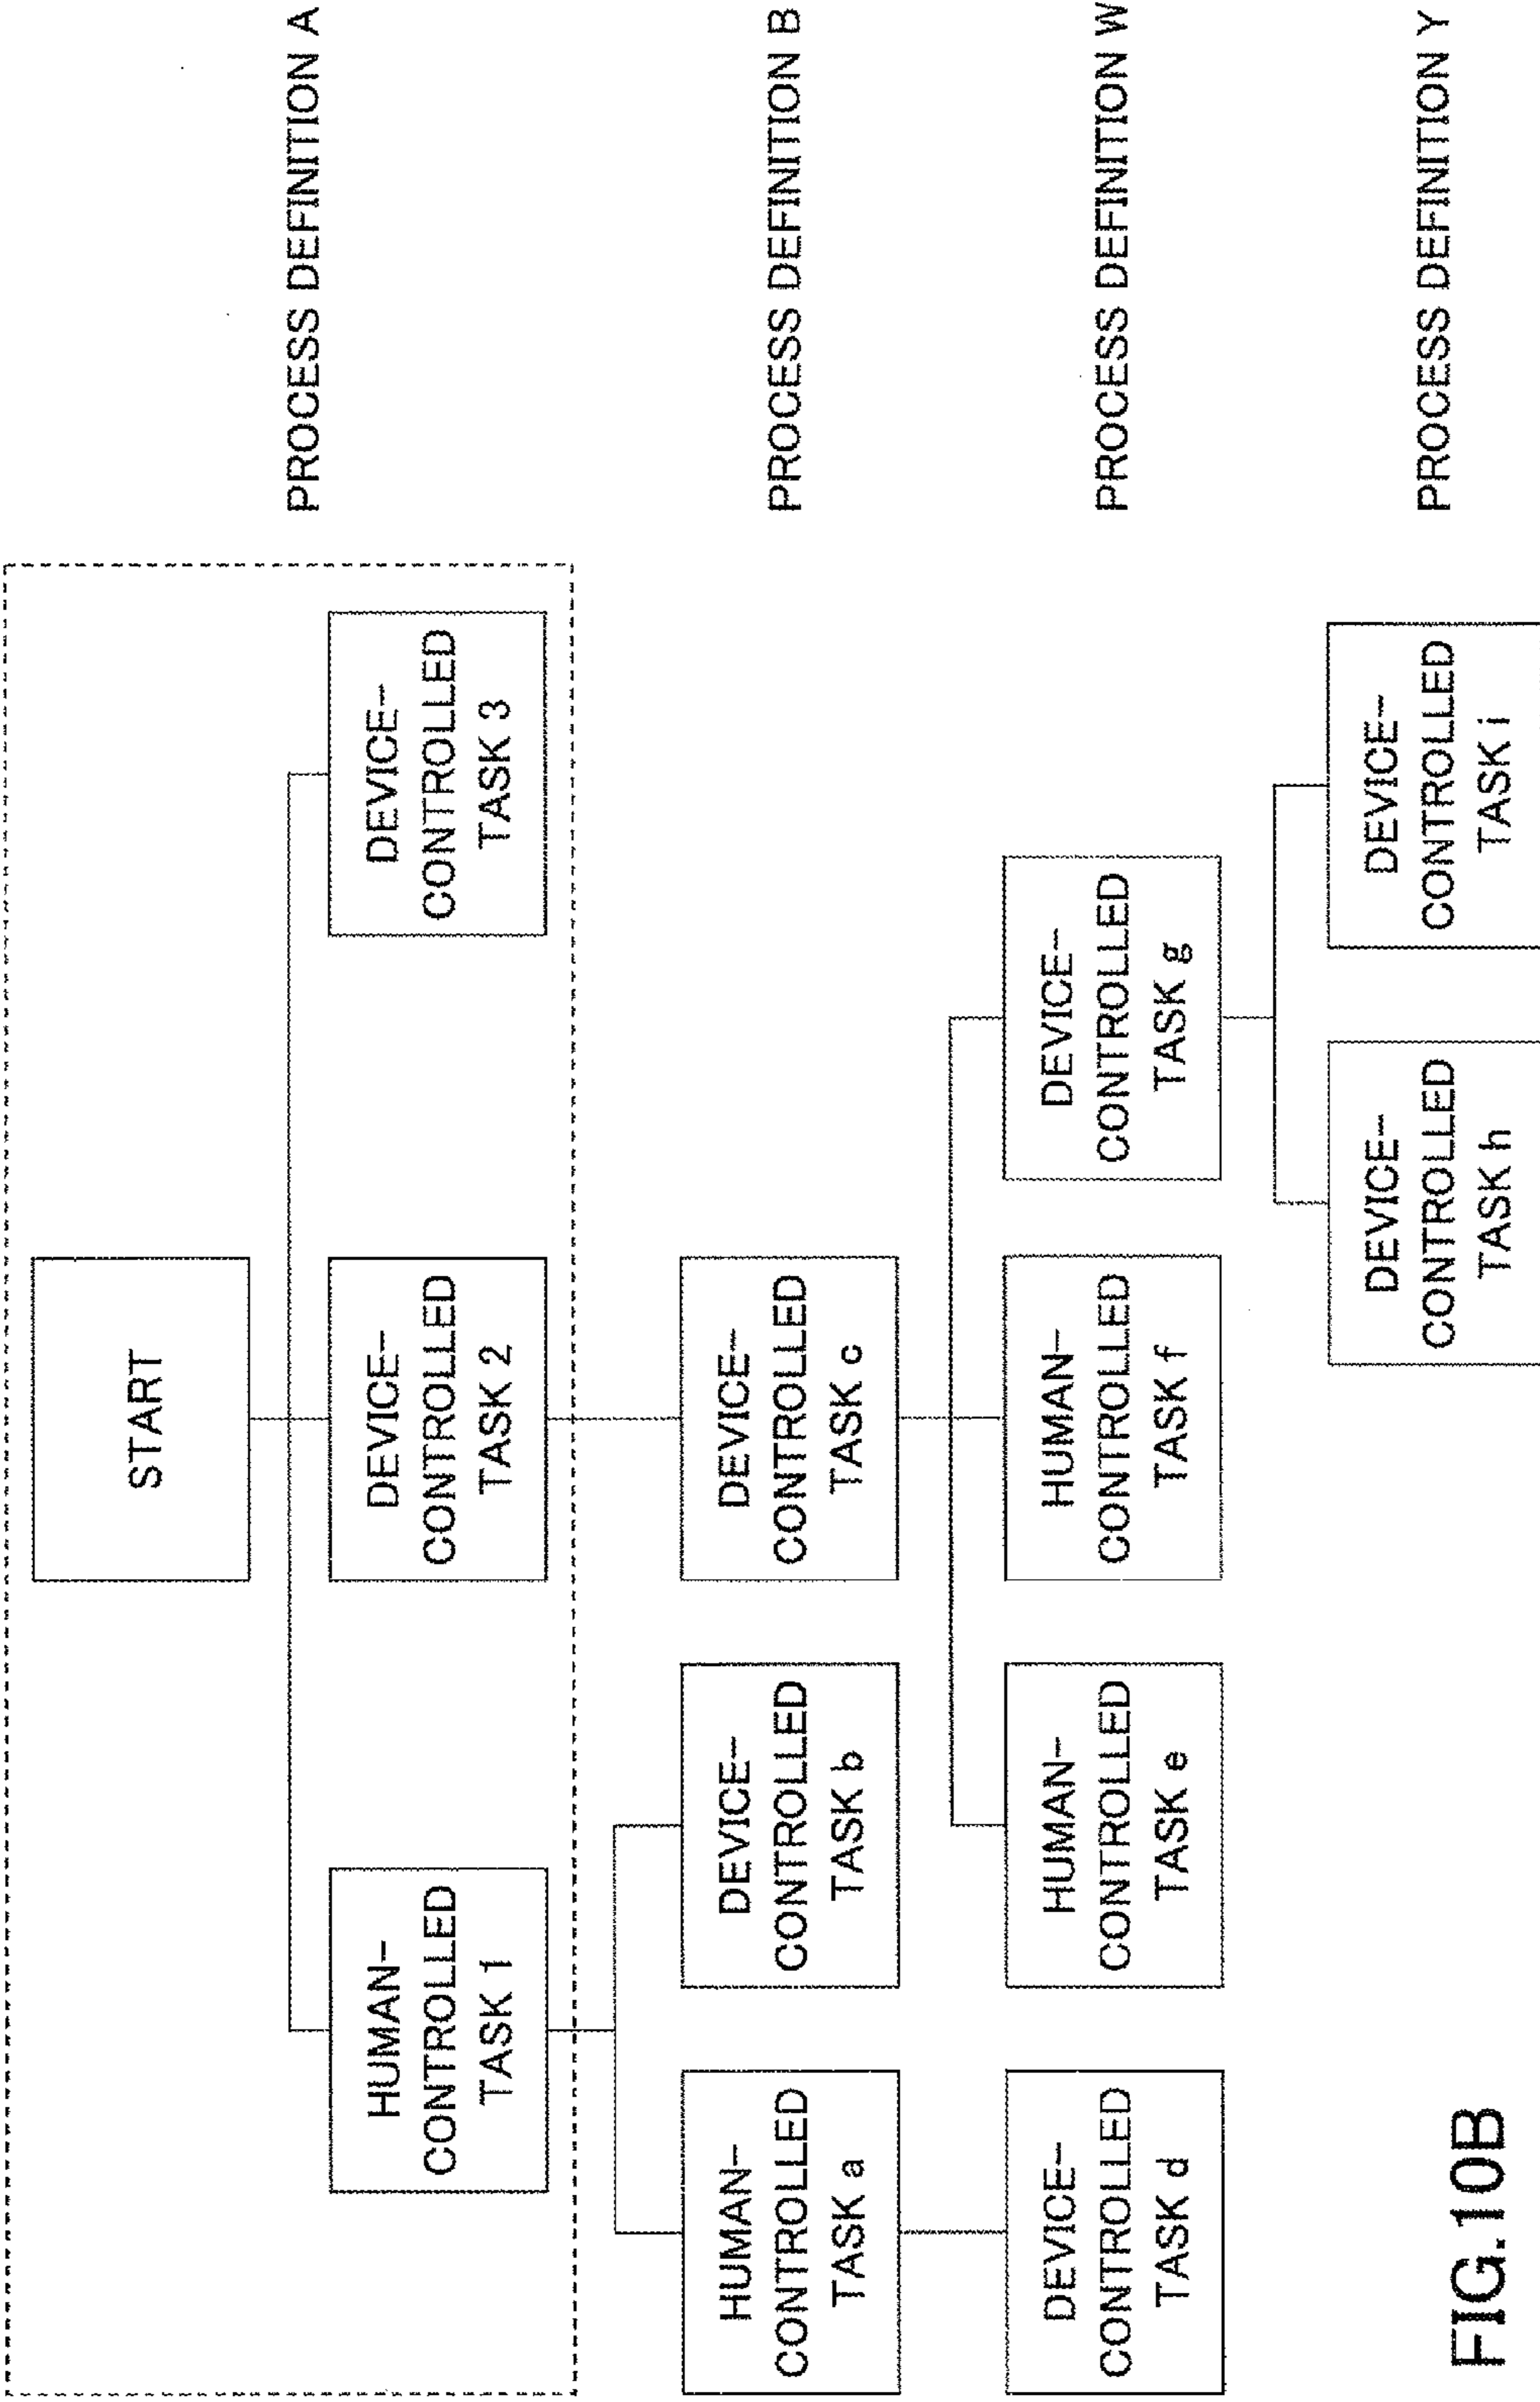 START
PROCESS DEFINITION A
HUMAN-
CONTROLLED
TASK 1
DEVICE-
CONTROLLED
TASK 2
DEVICE-
CONTROLLED
TASK 3
HUMAN-
CONTROLLED
TASK a
DEVICE-
CONTROLLED
TASK b
DEVICE-
CONTROLLED
TASK c
PROCESS DEFINITION B
DEVICE-
CONTROLLED
TASK d
HUMAN-
CONTROLLED
TASK e
HUMAN-
CONTROLLED
TASK f
DEVICE-
CONTROLLED
TASK g
PROCESS DEFINITION W
DEVICE-
CONTROLLED
TASK h
DEVICE-
CONTROLLED
TASK i
PROCESS DEFINITION Y
FIG.10B